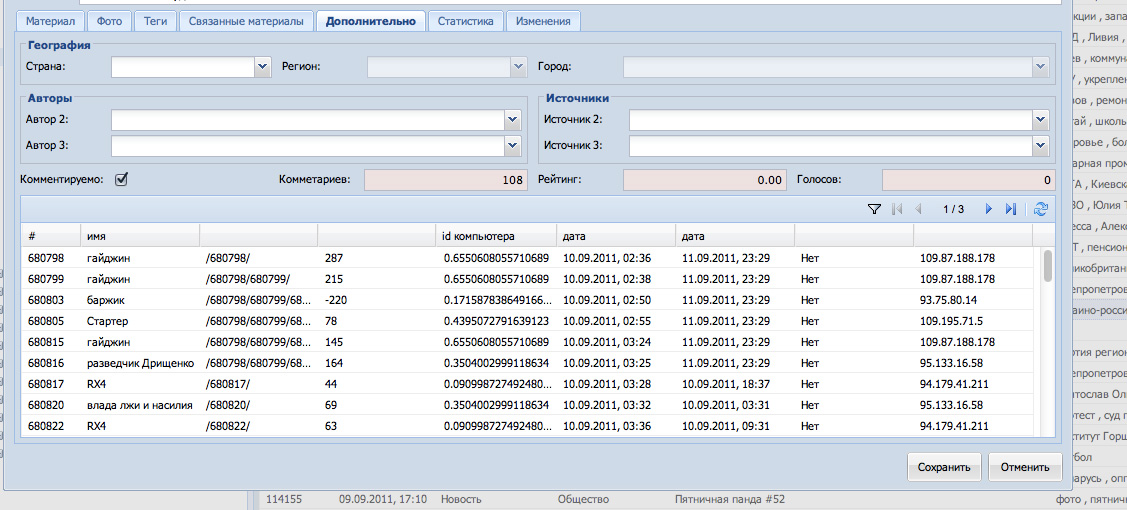 Материал Фото Теги Связанные материалы Дополнительно Статистика Изменения
География
Страна: Регион: Город:
Авторы Источники
Автор 2: Источник 2:
Автор 3: Источник 3:
Комментируемо: Комметариев: 108 Рейтинг: 0.00 Голосов: 0
1 / 3
# имя id компьютера дата дата
680798 гайджин /680798/ 287 0.6550608055710689 10.09.2011, 02:36 11.09.2011, 23:29 Нет 109.87.188.178
680799 гайджин /680798/680799/ 215 0.6550608055710689 10.09.2011, 02:38 11.09.2011, 23:29 Нет 109.87.188.178
680803 баржик /680798/680799/68... -220 0.171587838649166... 10.09.2011, 02:50 11.09.2011, 23:29 Нет 93.75.80.14
680805 Стартер /680798/680799/68... 78 0.4395072791639123 10.09.2011, 02:55 11.09.2011, 23:29 Нет 109.195.71.5
680815 гайджин /680798/680799/68... 145 0.6550608055710689 10.09.2011, 03:24 11.09.2011, 23:29 Нет 109.87.188.178
680816 разведчик Дрищенко /680798/680799/68... 164 0.3504002999118634 10.09.2011, 03:25 11.09.2011, 23:29 Нет 95.133.16.58
680817 RX4 /680817/ 44 0.090998727492480... 10.09.2011, 03:28 10.09.2011, 18:37 Нет 94.179.41.211
680820 влада лжи и насилия /680820/ 69 0.3504002999118634 10.09.2011, 03:32 10.09.2011, 03:31 Нет 95.133.16.58
680822 RX4 /680822/ 63 0.090998727492480... 10.09.2011, 03:36 10.09.2011, 09:31 Нет 94.179.41.211
Сохранить Отменить
114155 09.09.2011, 17:10 Новость Общество Пятничная панда #52 фото , пятничн
кции , запа
Д , Ливия ,
ев , коммуна
/ , укреплен
зов , ремон
тай , школь
ровье , бол
арная пром
ТА , Киевска
ВО , Юлия Т
есса , Алекс
Т , пенсион
ликобритан
епропетров
аино-росси
ртия регион
епропетров
ятослав Оли
отест , суд п
ститут Горш
тбол
арусь , опп